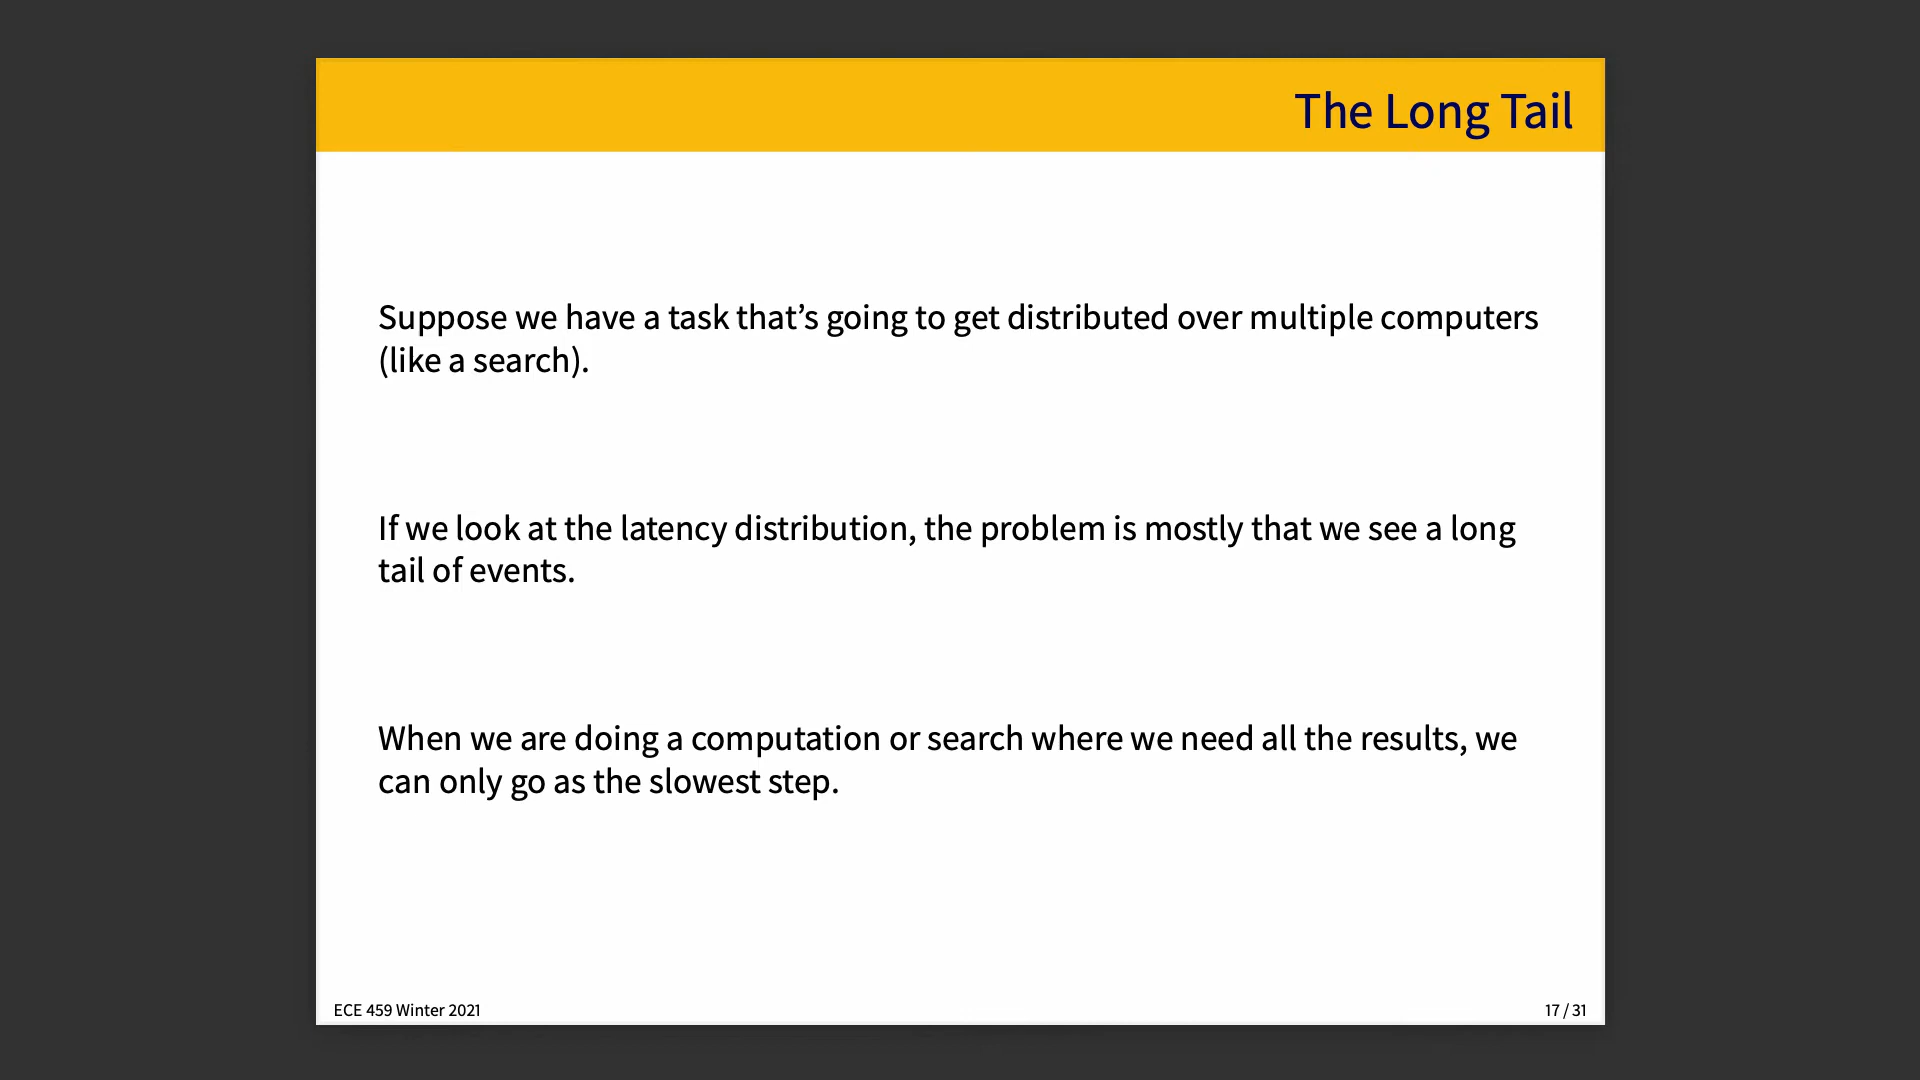 The Long Tail
Suppose we have a task that’s going to get distributed over multiple computers
(like a search).
If we look at the latency distribution, the problem is mostly that we see a long
tail of events.
When we are doing a computation or search where we need all the results, we
can only go as the slowest step.
ECE 459 Winter 2021
17 / 31